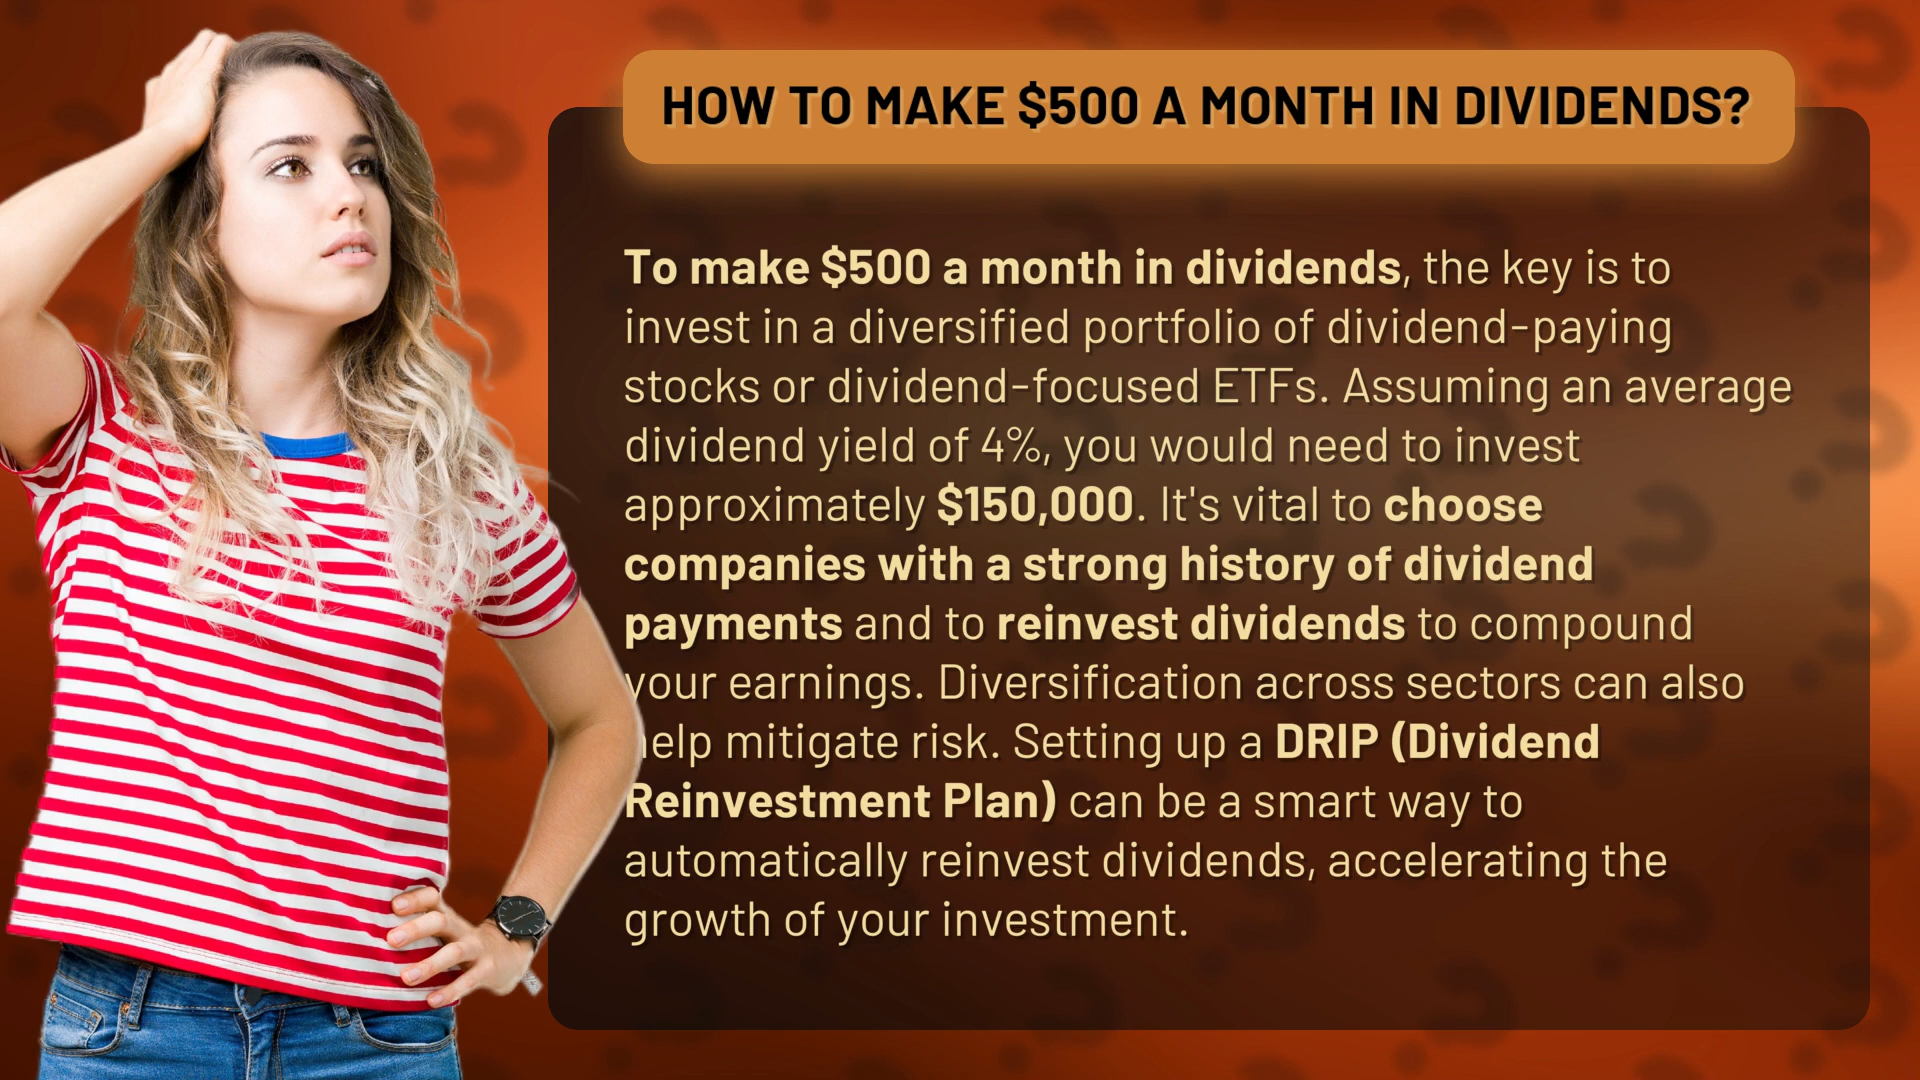 HOW TO MAKE $500 A MONTH IN DIVIDENDS?
To make $500 a month in dividends, the key is to
invest in a diversified portfolio of dividend-paying
stocks or dividend-focused ETFs. Assuming an average
dividend yield of 4%, you would need to invest
approximately $150,000. It's vital to choose
companies with a strong history of dividend
payments and to reinvest dividends to compound
your earnings. Diversification across sectors can also
help mitigate risk. Setting up a DRIP (Dividend
Reinvestment Plan) can be a smart way to
automatically reinvest dividends, accelerating the
growth of your investment.